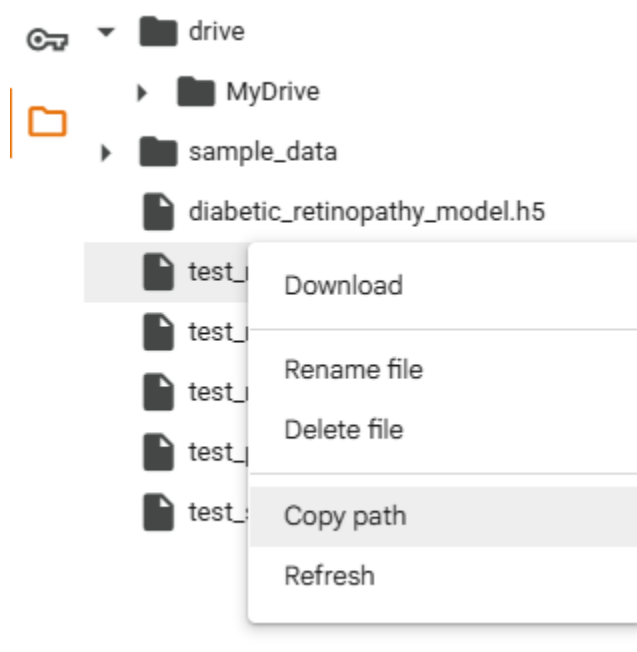 drive
MyDrive
sample_data
diabetic_retinopathy_model.h5
test_
Download
test_
Rename file
test_
Delete file
test_
test_
Copy path
Refresh